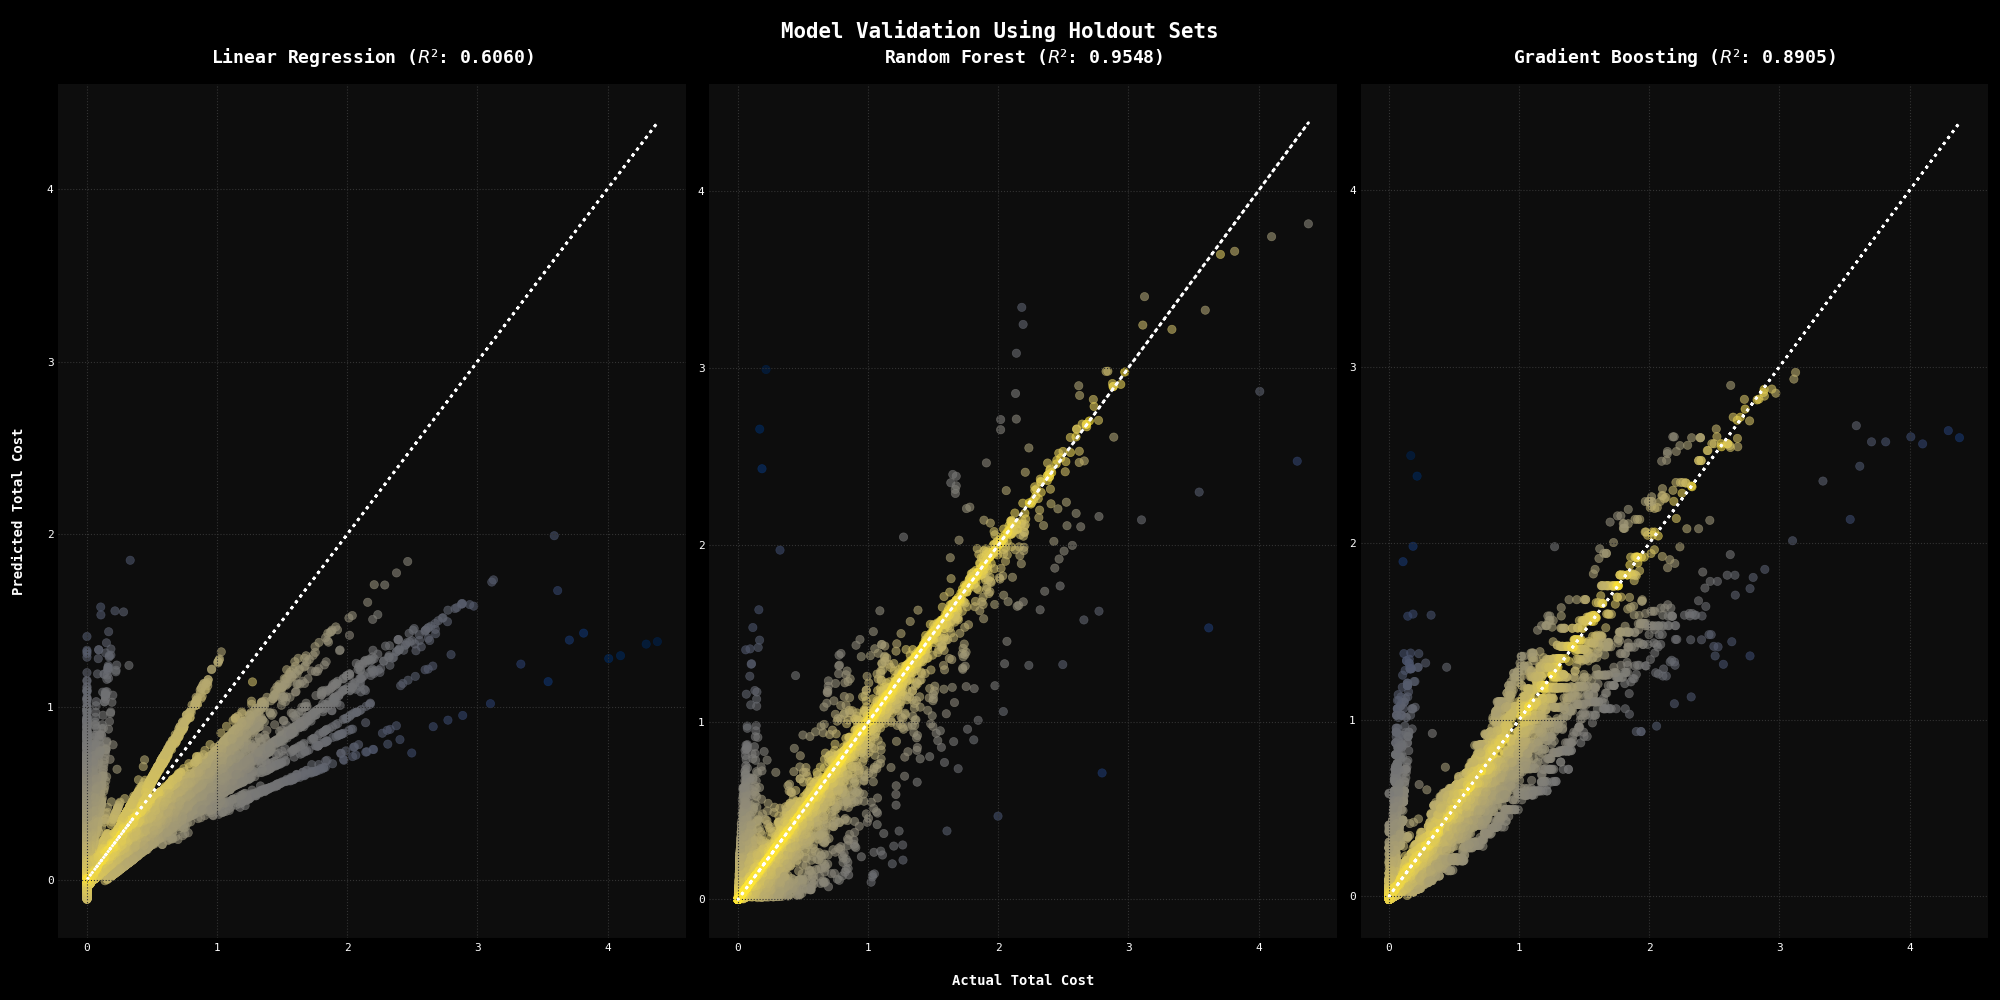 Model Validation Using Holdout Sets
Linear Regression (R²: 0.6060)
Random Forest (R²: 0.9548)
Gradient Boosting (R²: 0.8905)
Predicted Total Cost
4
3
2
1
0
0 1 2 3 4
4
3
2
1
0
0 1 2 3 4
4
3
2
1
0
0 1 2 3 4
Actual Total Cost